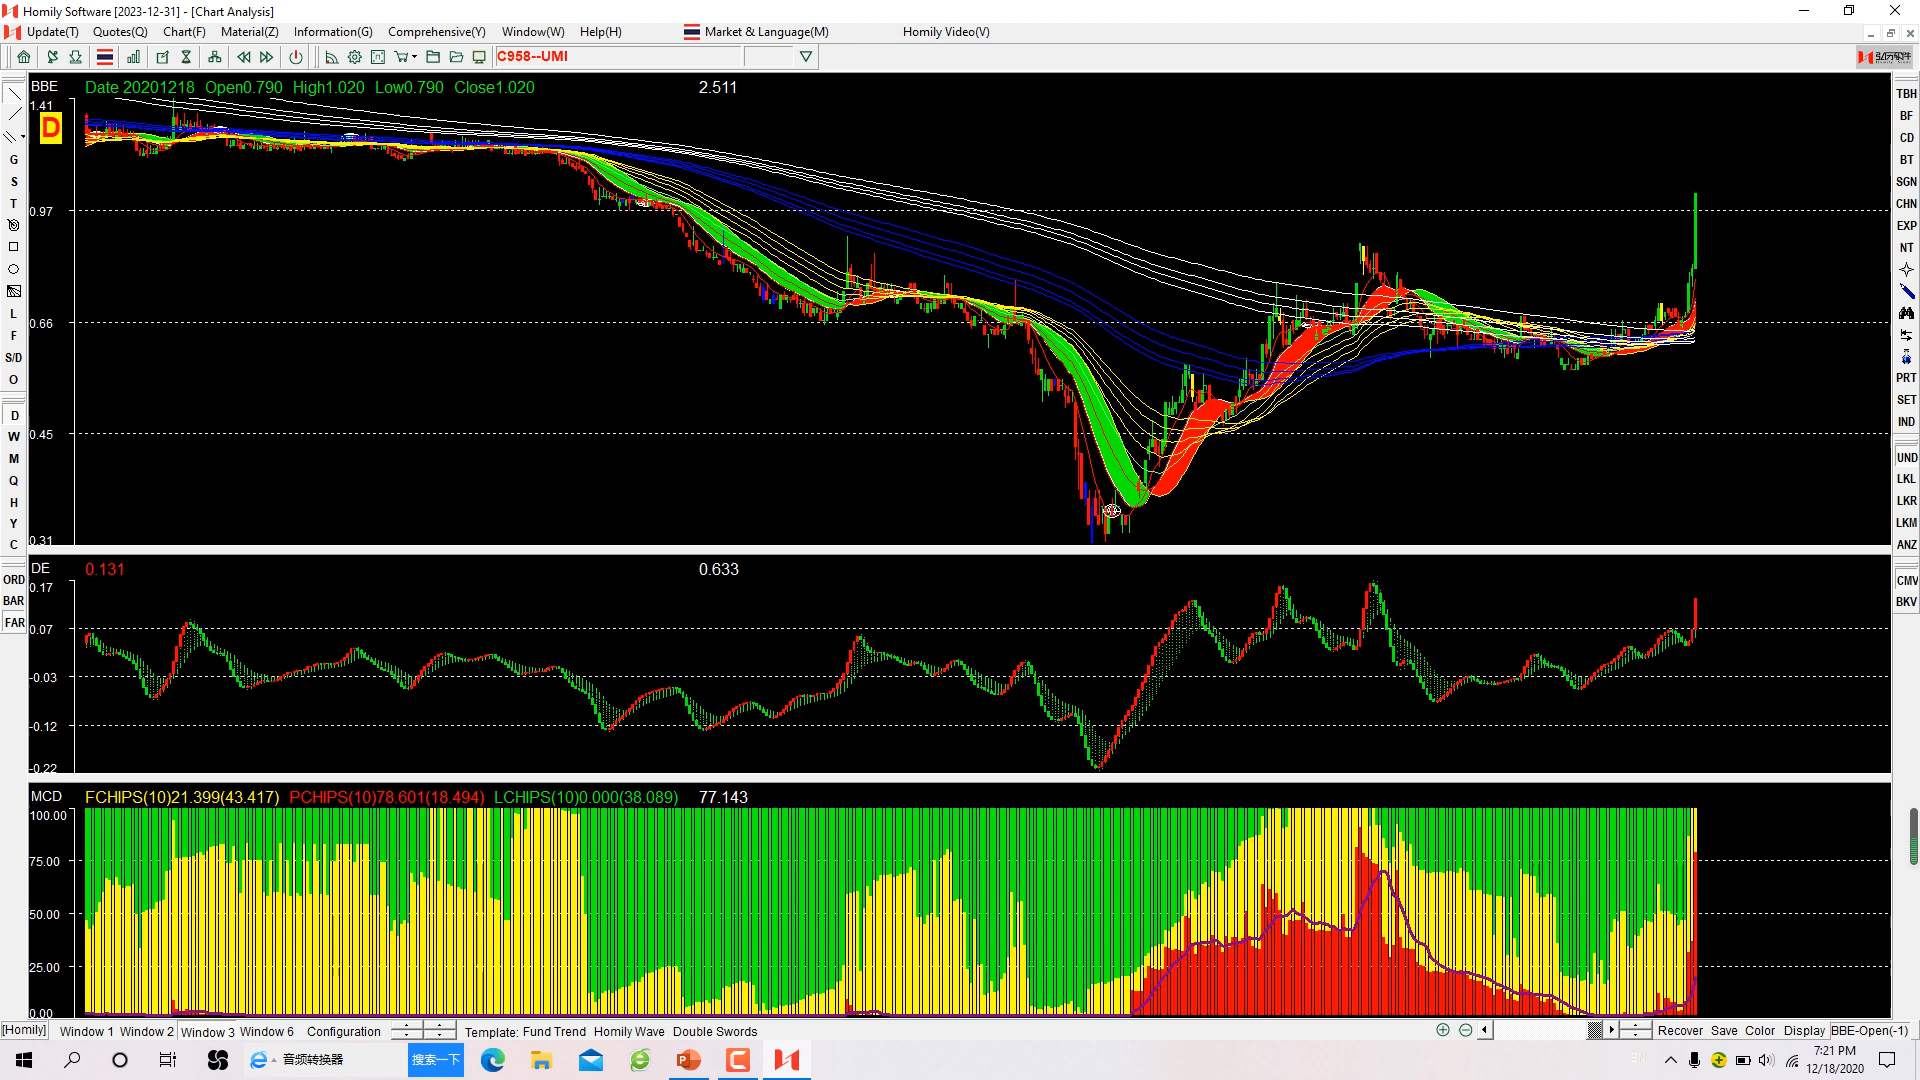 Homily Software [2023-12-31] - [Chart Analysis]
Update(T) Quotes(Q) Chart(F) Material(Z) Information(G) Comprehensive(Y) Window(W) Help(H) Market & Language(M) Homily Video(V)
C958--UMI
弘历软件
BBE Date 20201218 Open0.790 High1.020 Low0.790 Close1.020 2.511
1.41
D
0.97
0.66
0.45
0.31
DE 0.131 0.633
0.17
0.07
-0.03
-0.12
-0.22
MCD FCHIPS(10)21.399(43.417) PCHIPS(10)78.601(18.494) LCHIPS(10)0.000(38.089) 77.143
100.00
75.00
50.00
25.00
0.00
G
S
T
L
F
S/D
O
D
W
M
Q
H
Y
C
ORD
BAR
FAR
TBH
BF
CD
BT
SGN
CHN
EXP
NT
PRT
SET
IND
UND
LKL
LKR
LKM
ANZ
CMV
BKV
[Homily] Window 1 Window 2 Window 3 Window 6 Configuration Template: Fund Trend Homily Wave Double Swords Recover Save Color Display BBE-Open(-1)
音频转换器 搜索一下
7:21 PM
12/18/2020